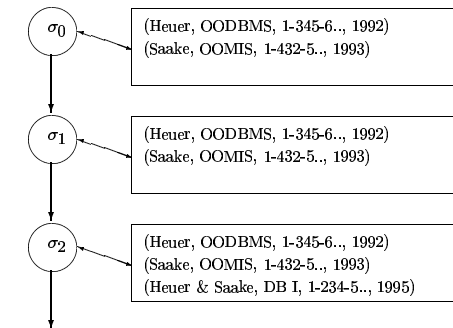 σ0
(Heuer, OODBMS, 1-345-6.., 1992)
(Saake, OOMIS, 1-432-5.., 1993)
σ1
(Heuer, OODBMS, 1-345-6.., 1992)
(Saake, OOMIS, 1-432-5.., 1993)
σ2
(Heuer, OODBMS, 1-345-6.., 1992)
(Saake, OOMIS, 1-432-5.., 1993)
(Heuer & Saake, DB I, 1-234-5.., 1995)